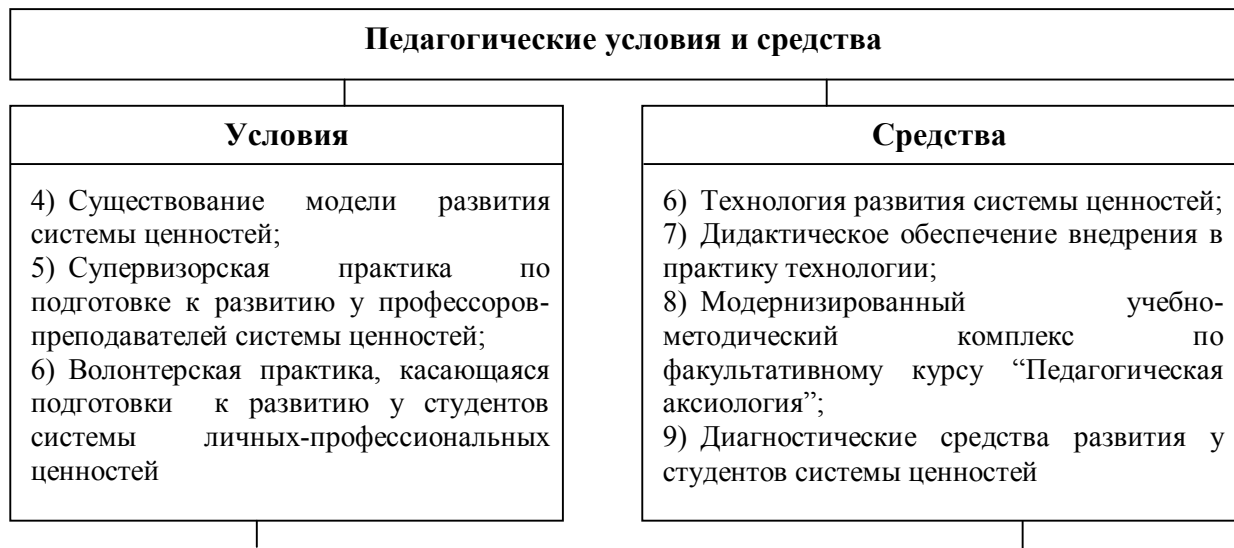 Педагогические условия и средства
Условия
4) Существование модели развития
системы ценностей;
5) Супервизорская практика по
подготовке к развитию у профессоров-
преподавателей системы ценностей;
6) Волонтерская практика, касающаяся
подготовки к развитию у студентов
системы личных-профессиональных
ценностей
Средства
6) Технология развития системы ценностей;
7) Дидактическое обеспечение внедрения в
практику технологии;
8) Модернизированный учебно-
методический комплекс по
факультативному курсу “Педагогическая
аксиология”;
9) Диагностические средства развития у
студентов системы ценностей